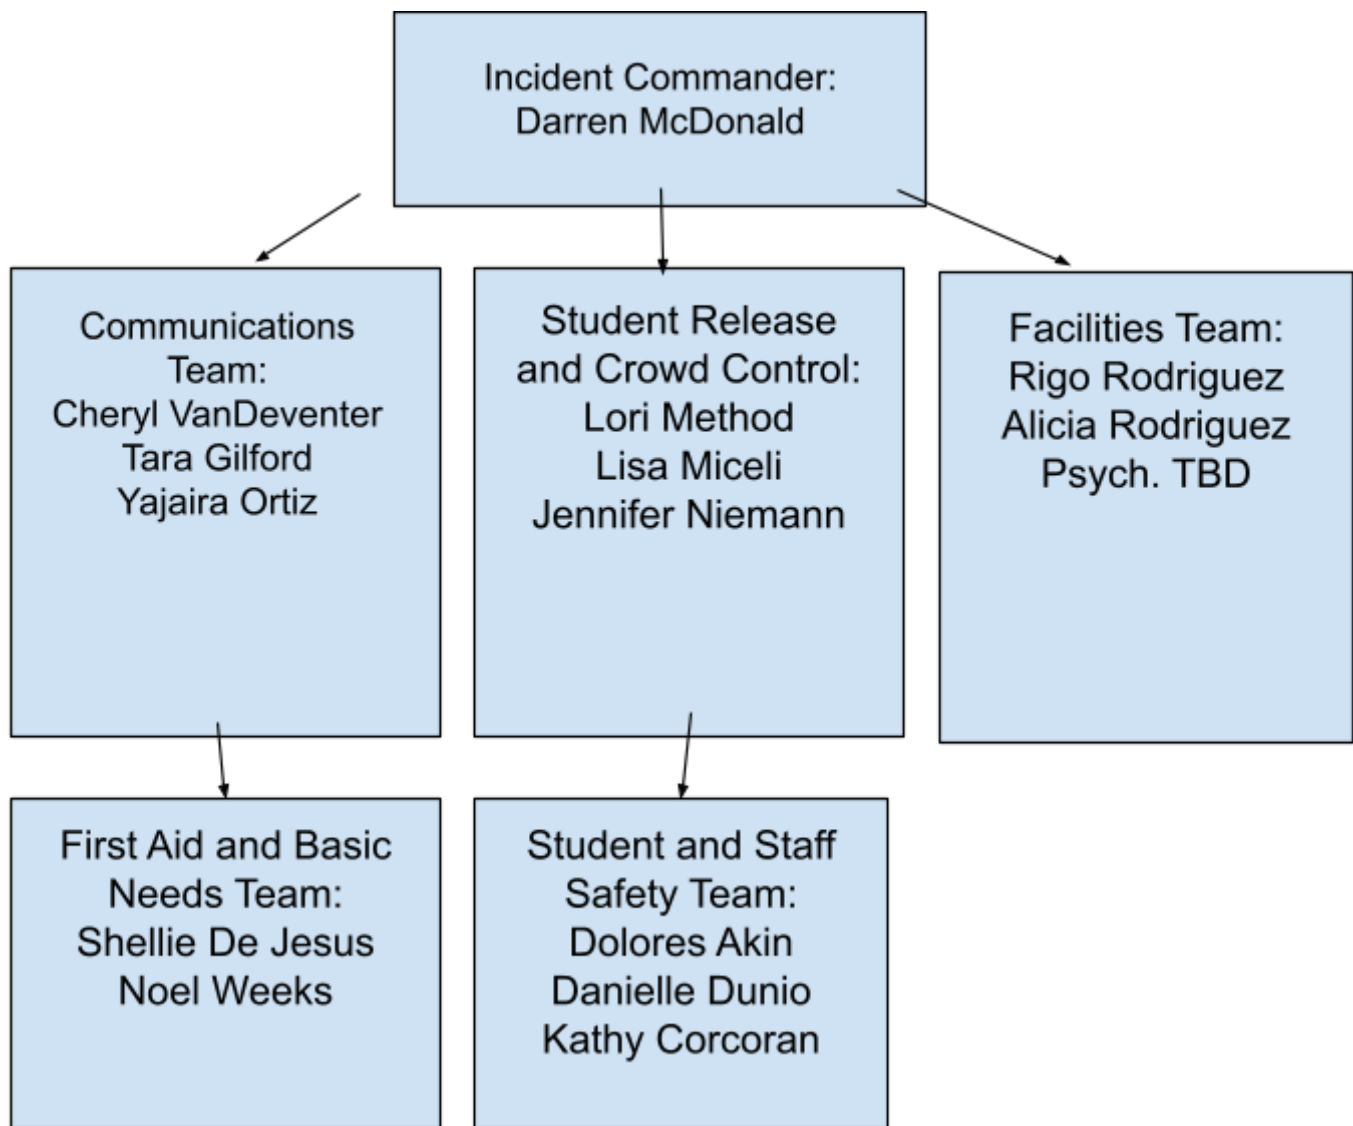 Incident Commander:
Darren McDonald
Communications
Team:
Cheryl VanDeventer
Tara Gilford
Yajaira Ortiz
Student Release
and Crowd Control:
Lori Method
Lisa Miceli
Jennifer Niemann
Facilities Team:
Rigo Rodriguez
Alicia Rodriguez
Psych. TBD
First Aid and Basic
Needs Team:
Shellie De Jesus
Noel Weeks
Student and Staff
Safety Team:
Dolores Akin
Danielle Dunio
Kathy Corcoran